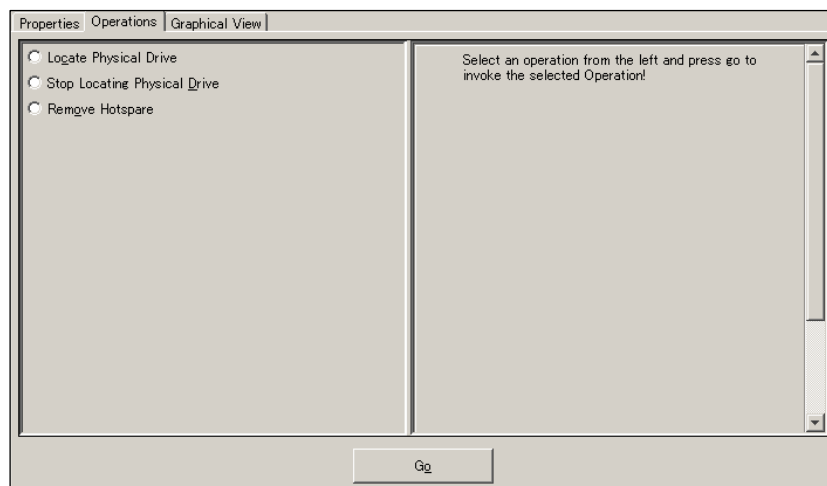 Properties Operations Graphical View
Locate Physical Drive
Stop Locating Physical Drive
Remove Hotspare
Select an operation from the left and press go to
invoke the selected Operation!
Go